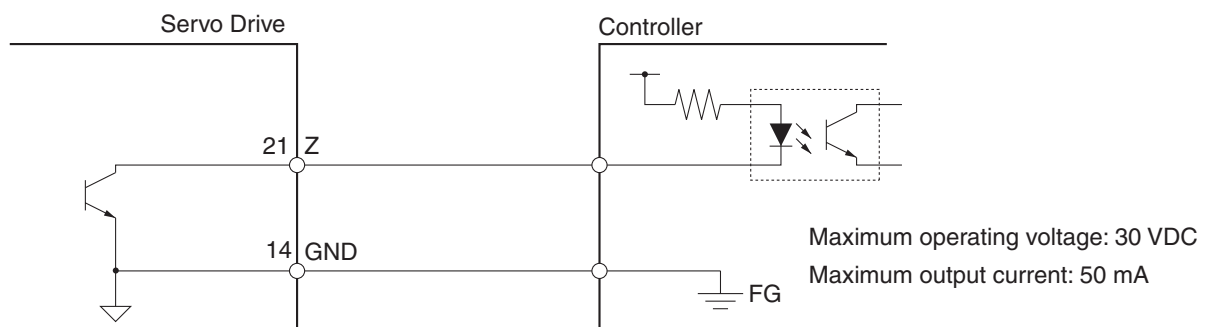 Servo Drive
Controller
21 Z
14 GND
FG
Maximum operating voltage: 30 VDC
Maximum output current: 50 mA